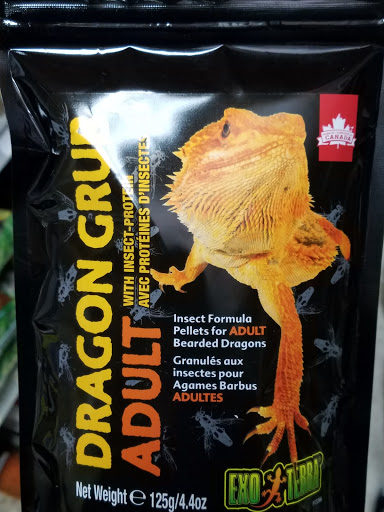 DRAGON GRUB
ADULT
WITH INSECT-PROTEIN
AVEC PROTÉINES D'INSECTES
CANADA
Insect Formula
Pellets for ADULT
Bearded Dragons
Granulés aux
insectes pour
Agames Barbus
ADULTES
Net Weight e 125g/4.4oz
EXO TERRA